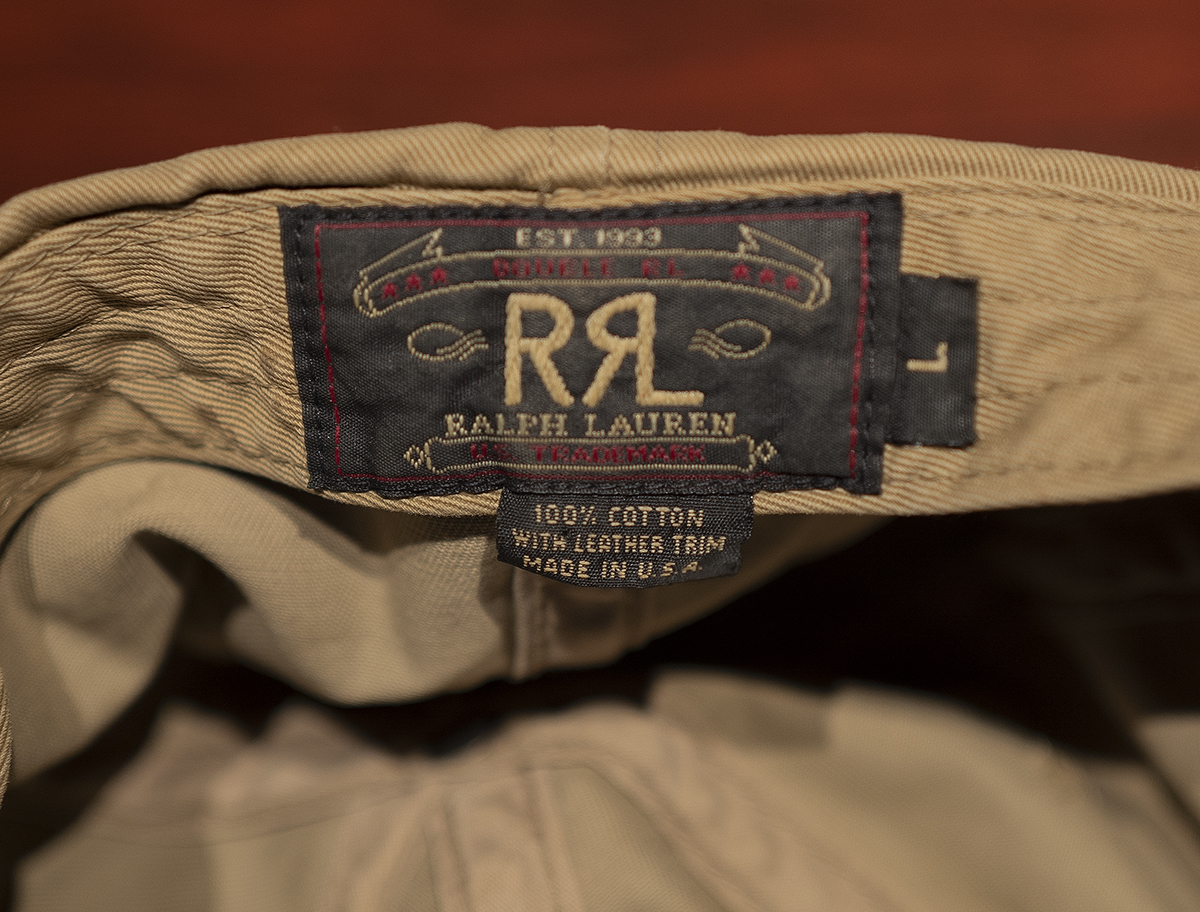 EST. 1993
DOUBLE RL
RRL
RALPH LAUREN
U.S. TRADEMARK
L
100% COTTON
WITH LEATHER TRIM
MADE IN U.S.A.